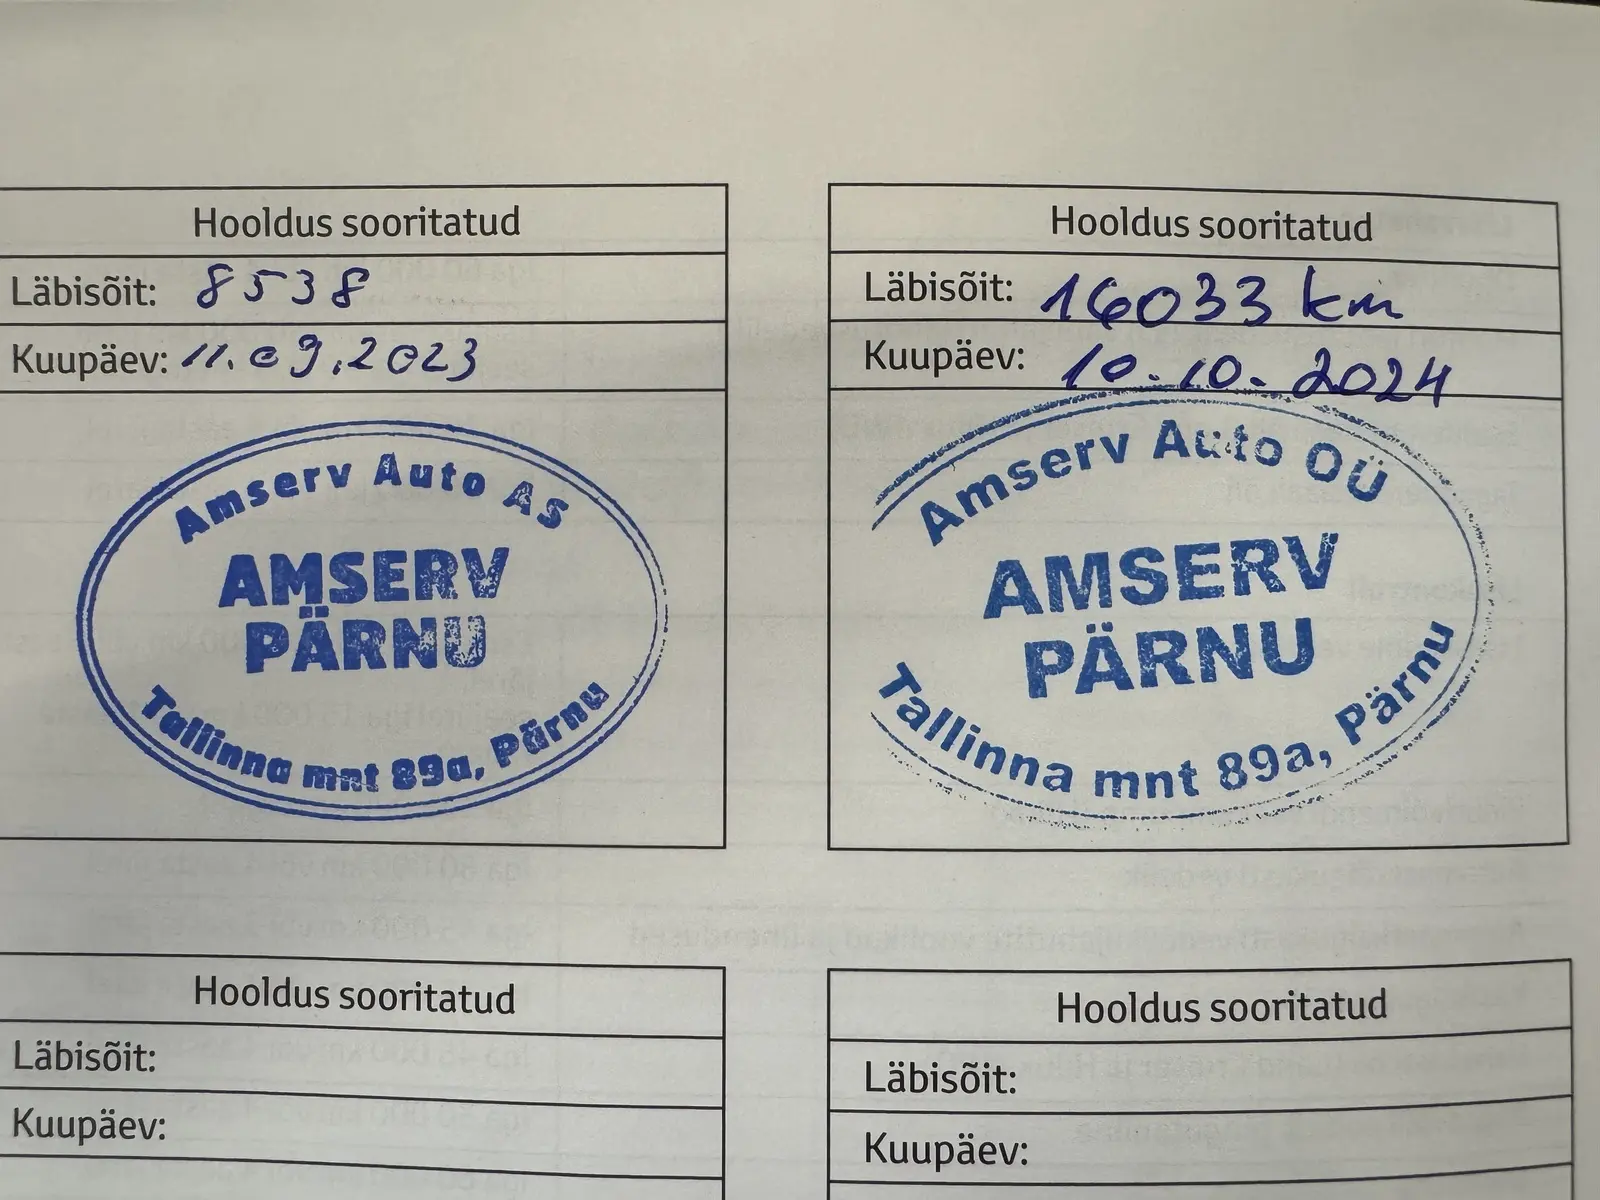 Hooldus sooritatud
Läbisõit: 8538
Kuupäev: 11.09.2023
Amserv Auto AS
AMSERV
PÄRNU
Tallinna mnt 89a, Pärnu
Hooldus sooritatud
Läbisõit: 16033 km
Kuupäev: 10.10.2024
Amserv Auto OÜ
AMSERV
PÄRNU
Tallinna mnt 89a, Pärnu
Hooldus sooritatud
Läbisõit:
Kuupäev:
Hooldus sooritatud
Läbisõit:
Kuupäev: